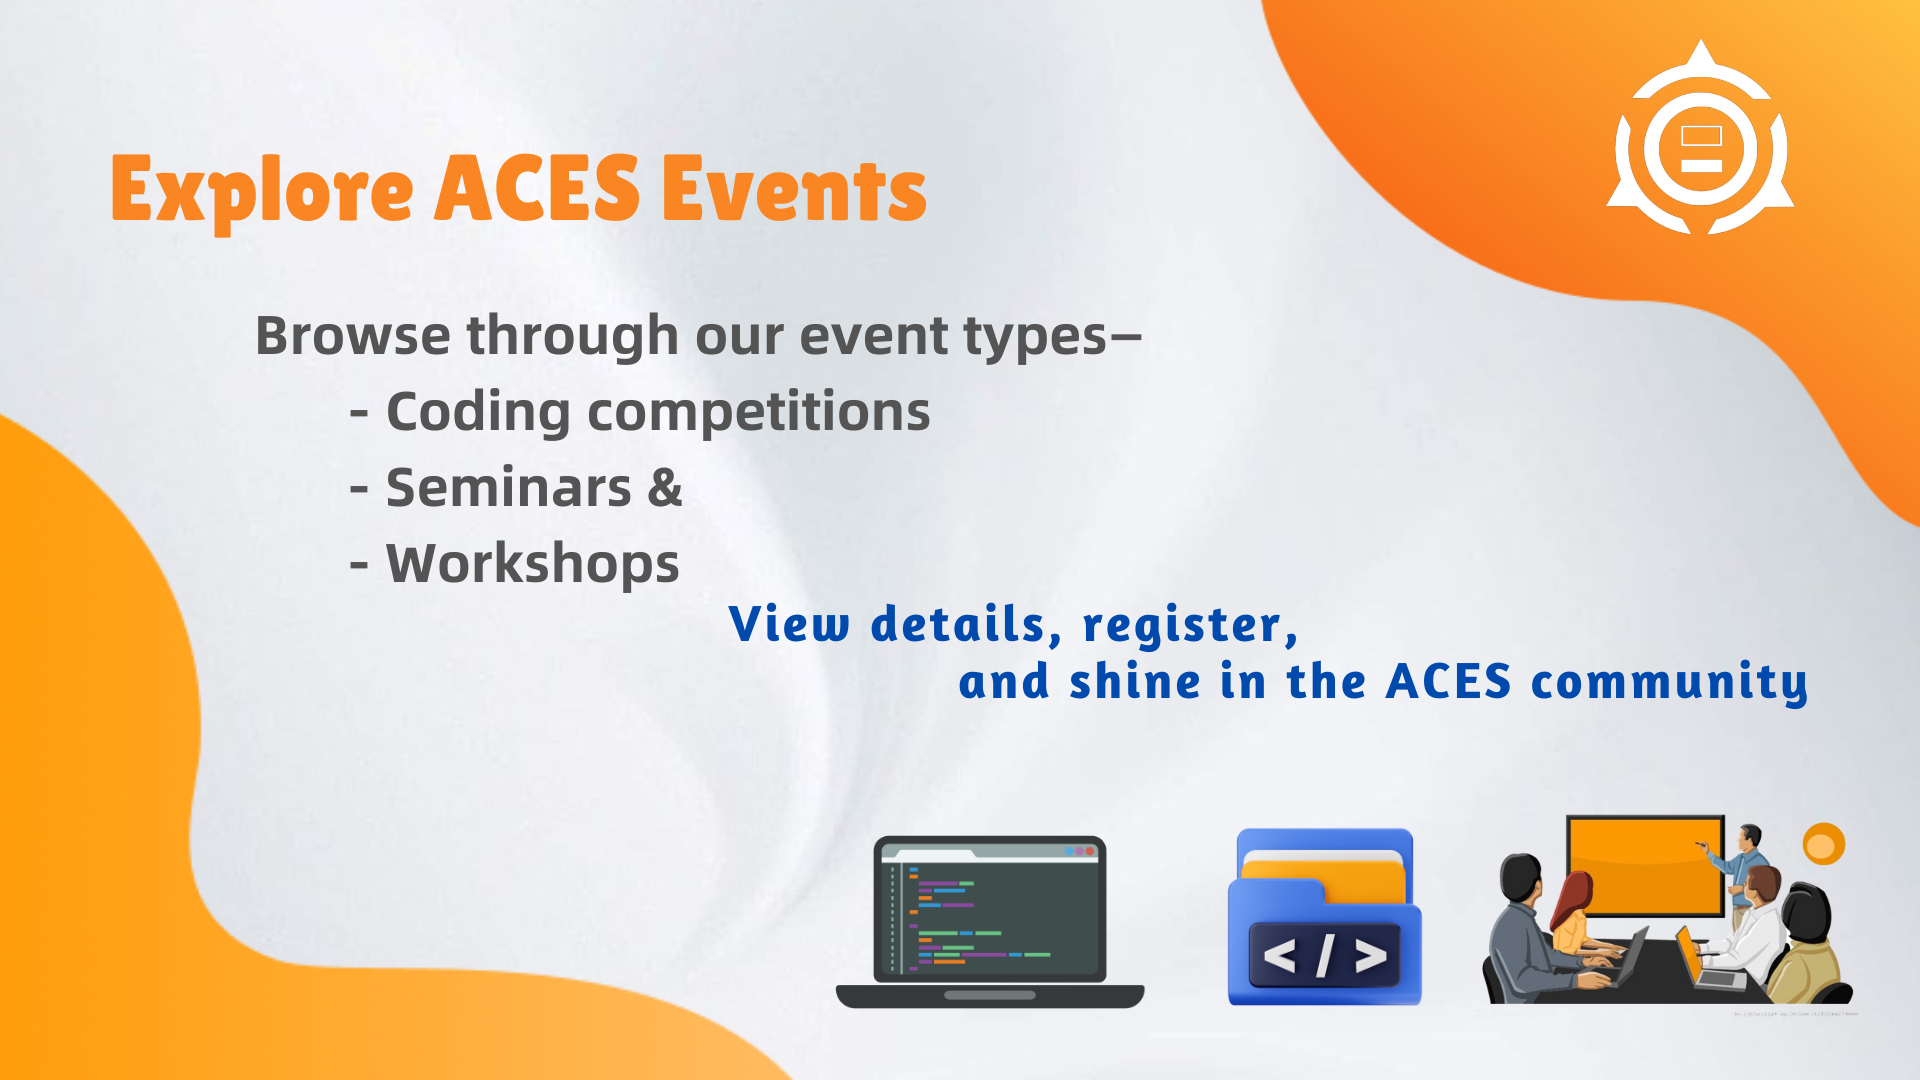 Explore ACES Events
Browse through our event types–
- Coding competitions
- Seminars &
- Workshops
View details, register,
and shine in the ACES community
</>